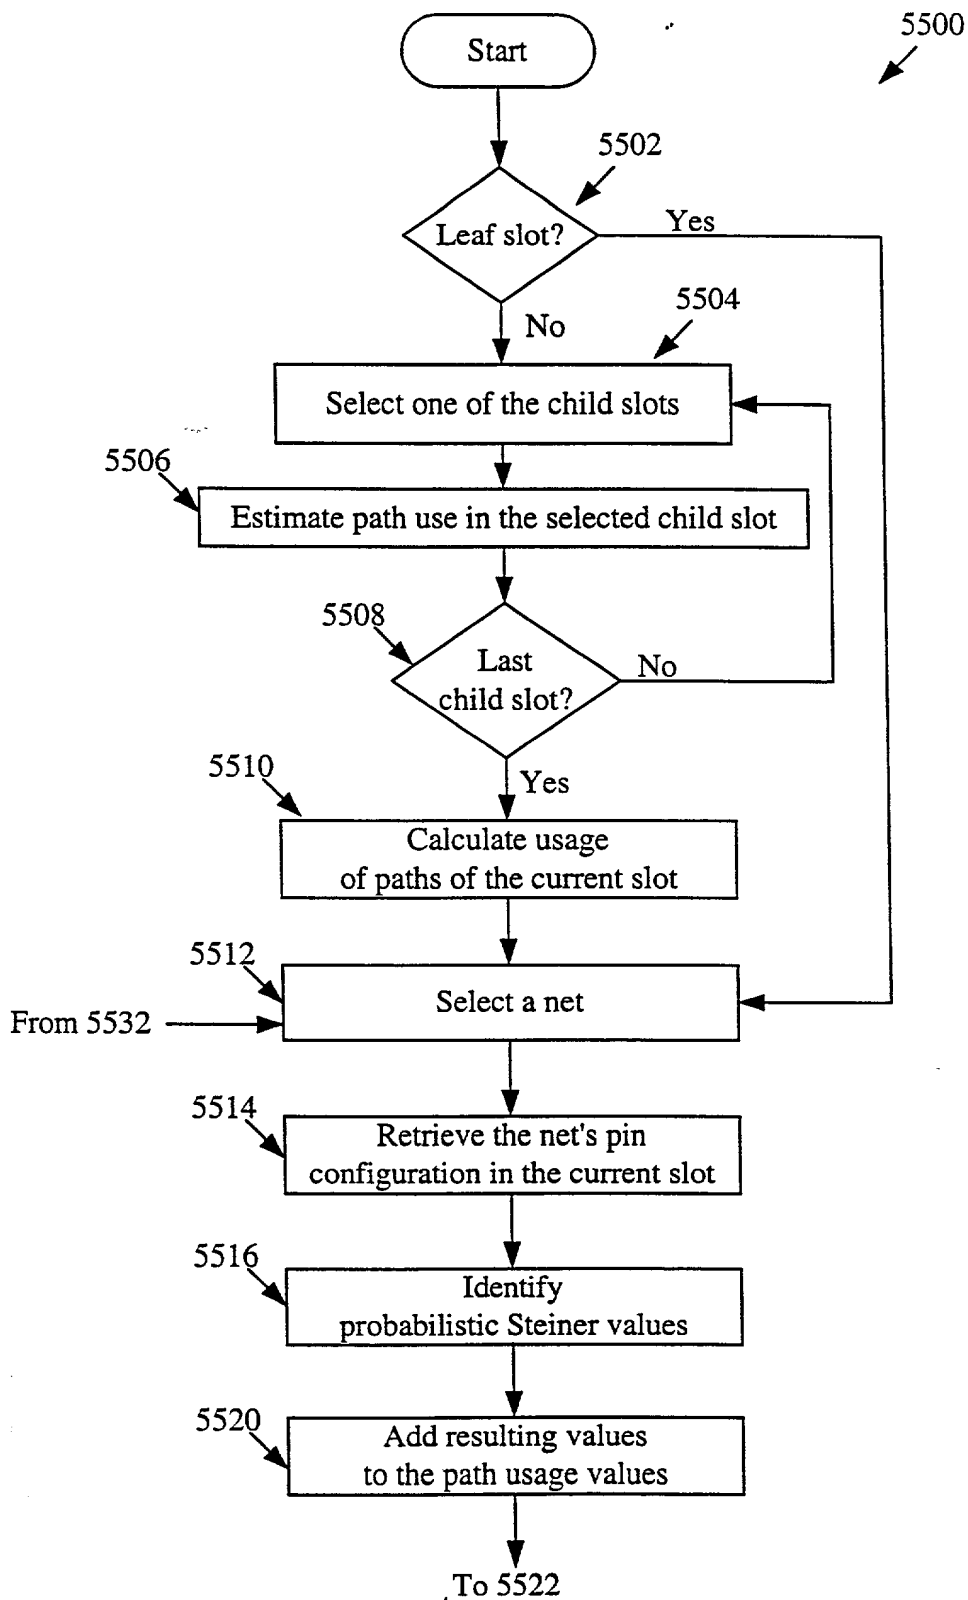 5500
Start
5502
Leaf slot?
Yes
No
5504
Select one of the child slots
5506
Estimate path use in the selected child slot
5508
Last
child slot?
No
Yes
5510
Calculate usage
of paths of the current slot
5512
Select a net
From 5532
5514
Retrieve the net's pin
configuration in the current slot
5516
Identify
probabilistic Steiner values
5520
Add resulting values
to the path usage values
To 5522